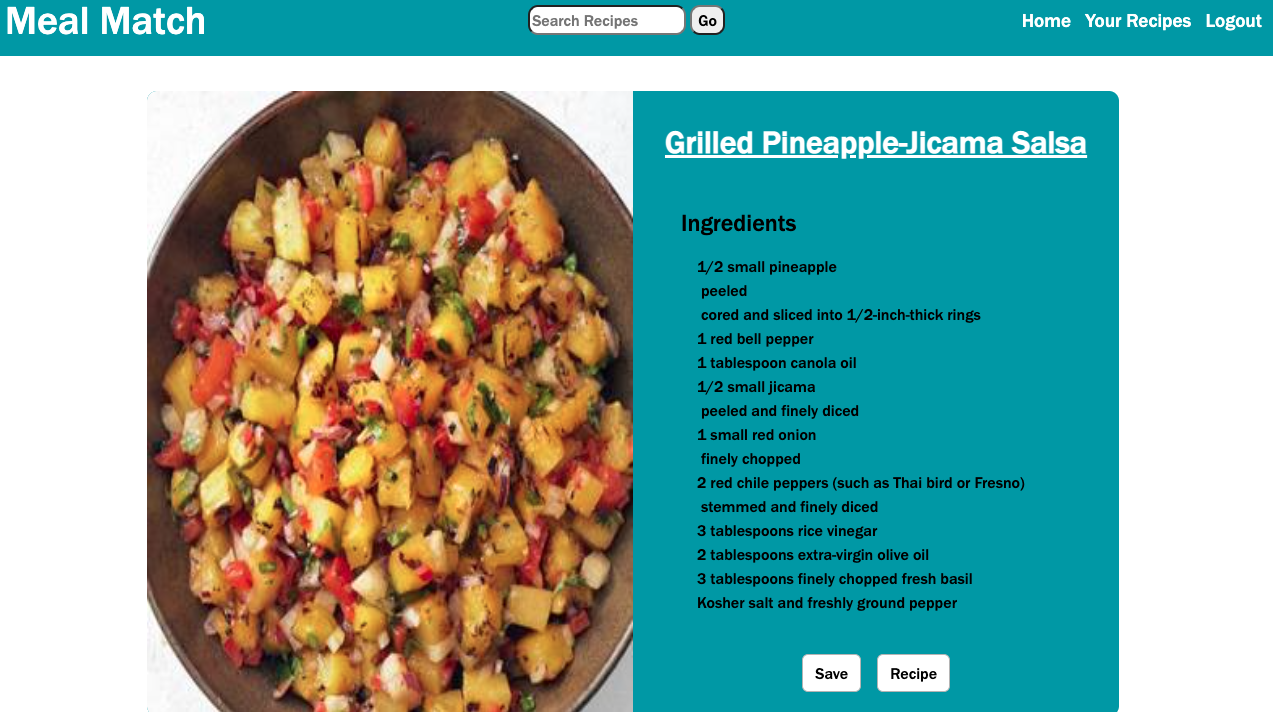 Meal Match
Search Recipes
Go
Home Your Recipes Logout
Grilled Pineapple-Jicama Salsa
Ingredients
1/2 small pineapple
peeled
cored and sliced into 1/2-inch-thick rings
1 red bell pepper
1 tablespoon canola oil
1/2 small jicama
peeled and finely diced
1 small red onion
finely chopped
2 red chile peppers (such as Thai bird or Fresno)
stemmed and finely diced
3 tablespoons rice vinegar
2 tablespoons extra-virgin olive oil
3 tablespoons finely chopped fresh basil
Kosher salt and freshly ground pepper
Save
Recipe